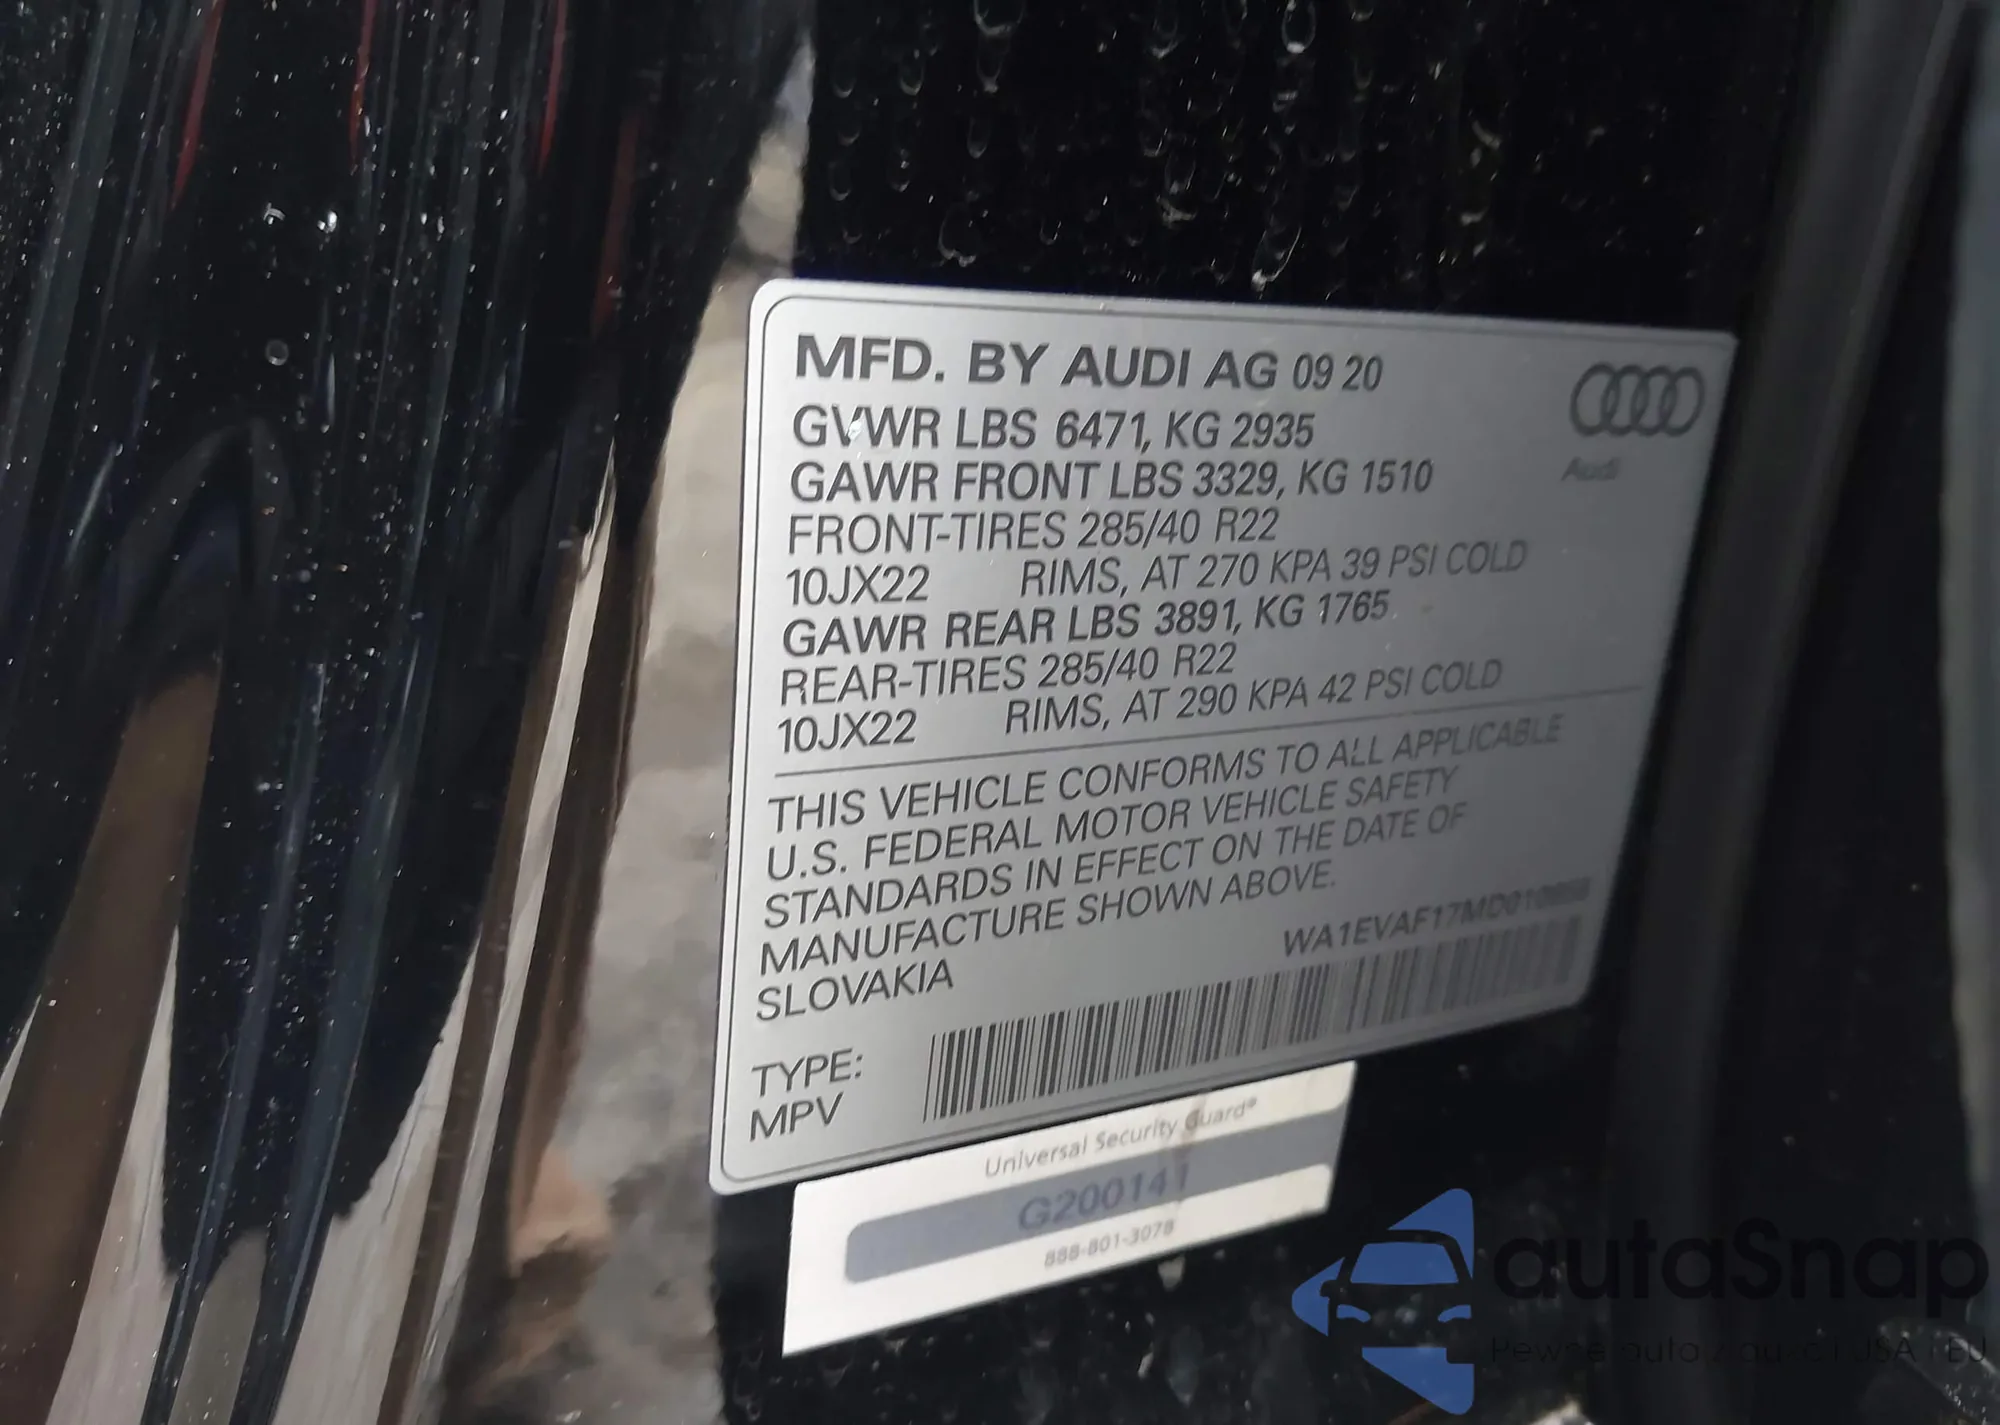 MFD. BY AUDI AG 09 20
GVWR LBS 6471, KG 2935
GAWR FRONT LBS 3329, KG 1510
FRONT-TIRES 285/40 R22
10JX22 RIMS, AT 270 KPA 39 PSI COLD
GAWR REAR LBS 3891, KG 1765
REAR-TIRES 285/40 R22
10JX22 RIMS, AT 290 KPA 42 PSI COLD
Audi
THIS VEHICLE CONFORMS TO ALL APPLICABLE
U.S. FEDERAL MOTOR VEHICLE SAFETY
STANDARDS IN EFFECT ON THE DATE OF
MANUFACTURE SHOWN ABOVE.
SLOVAKIA
TYPE:
MPV
Universal Security Guard®
G200141
888-801-3078
autaSnap